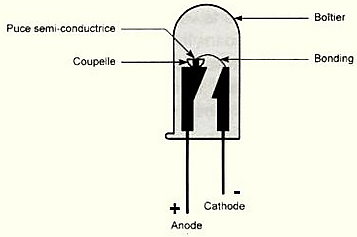 Boîtier
Puce semi-conductrice
Coupelle
Bonding
+
-
Cathode
Anode